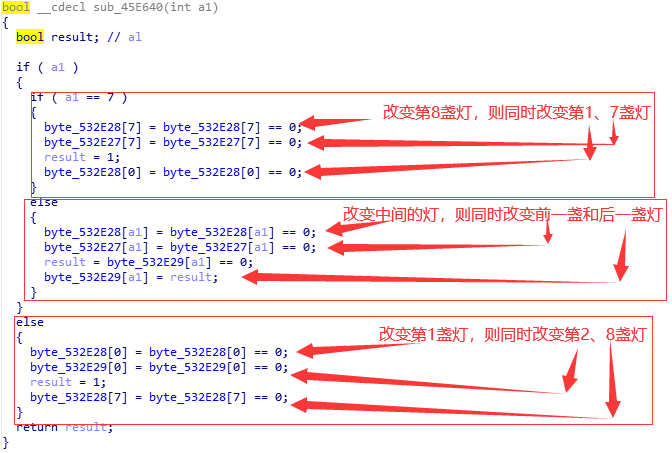 bool __cdecl sub_45E640(int a1)
{
bool result; // al
if ( a1 )
{
if ( a1 == 7 )
{
改变第8盏灯，则同时改变第1、7盏灯
byte_532E28[7] = byte_532E28[7] == 0;
byte_532E27[7] = byte_532E27[7] == 0;
result = 1;
byte_532E28[0] = byte_532E28[0] == 0;
}
else
{
改变中间的灯，则同时改变前一盏和后一盏灯
byte_532E28[a1] = byte_532E28[a1] == 0;
byte_532E27[a1] = byte_532E27[a1] == 0;
result = byte_532E29[a1] == 0;
byte_532E29[a1] = result;
}
}
else
{
改变第1盏灯，则同时改变第2、8盏灯
byte_532E28[0] = byte_532E28[0] == 0;
byte_532E29[0] = byte_532E29[0] == 0;
result = 1;
byte_532E28[7] = byte_532E28[7] == 0;
}
return result;
}